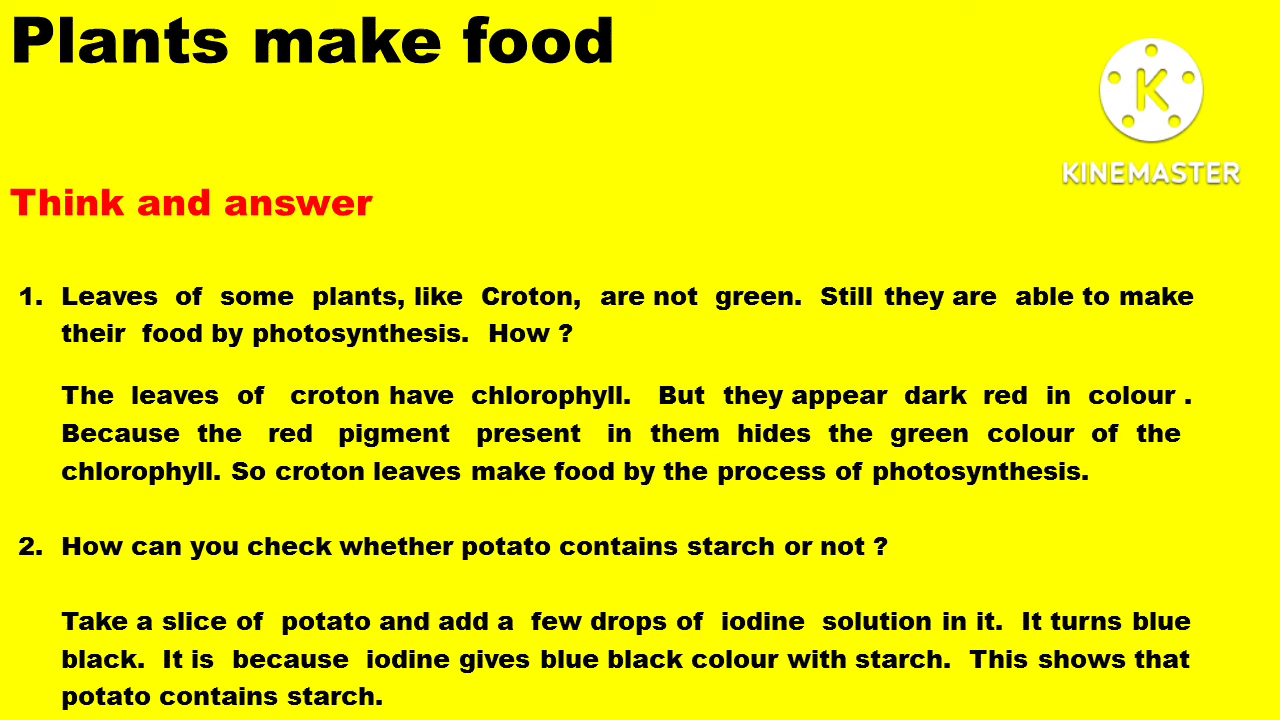 Plants make food
K
KINEMASTER
Think and answer
1. Leaves of some plants, like Croton, are not green. Still they are able to make
their food by photosynthesis. How ?
The leaves of croton have chlorophyll. But they appear dark red in colour .
Because the red pigment present in them hides the green colour of the
chlorophyll. So croton leaves make food by the process of photosynthesis.
2. How can you check whether potato contains starch or not ?
Take a slice of potato and add a few drops of iodine solution in it. It turns blue
black. It is because iodine gives blue black colour with starch. This shows that
potato contains starch.